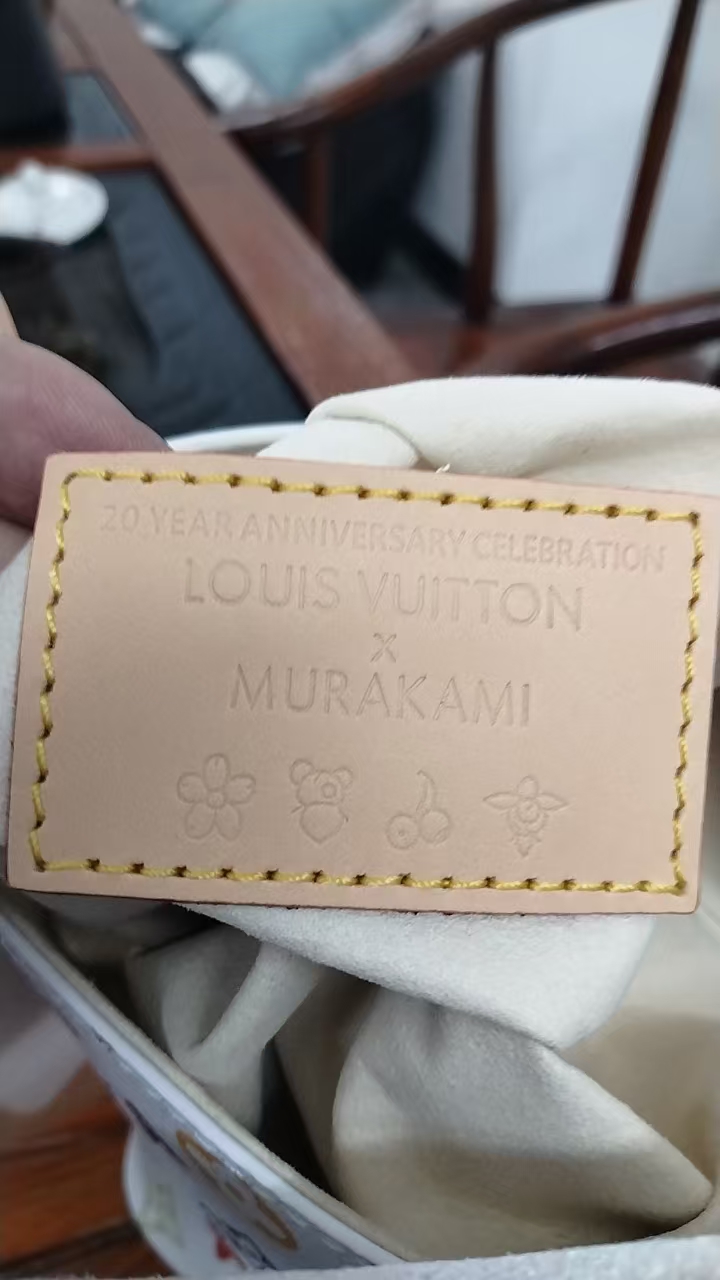 20 YEAR ANNIVERSARY CELEBRATION
LOUIS VUITTON
X
MURAKAMI